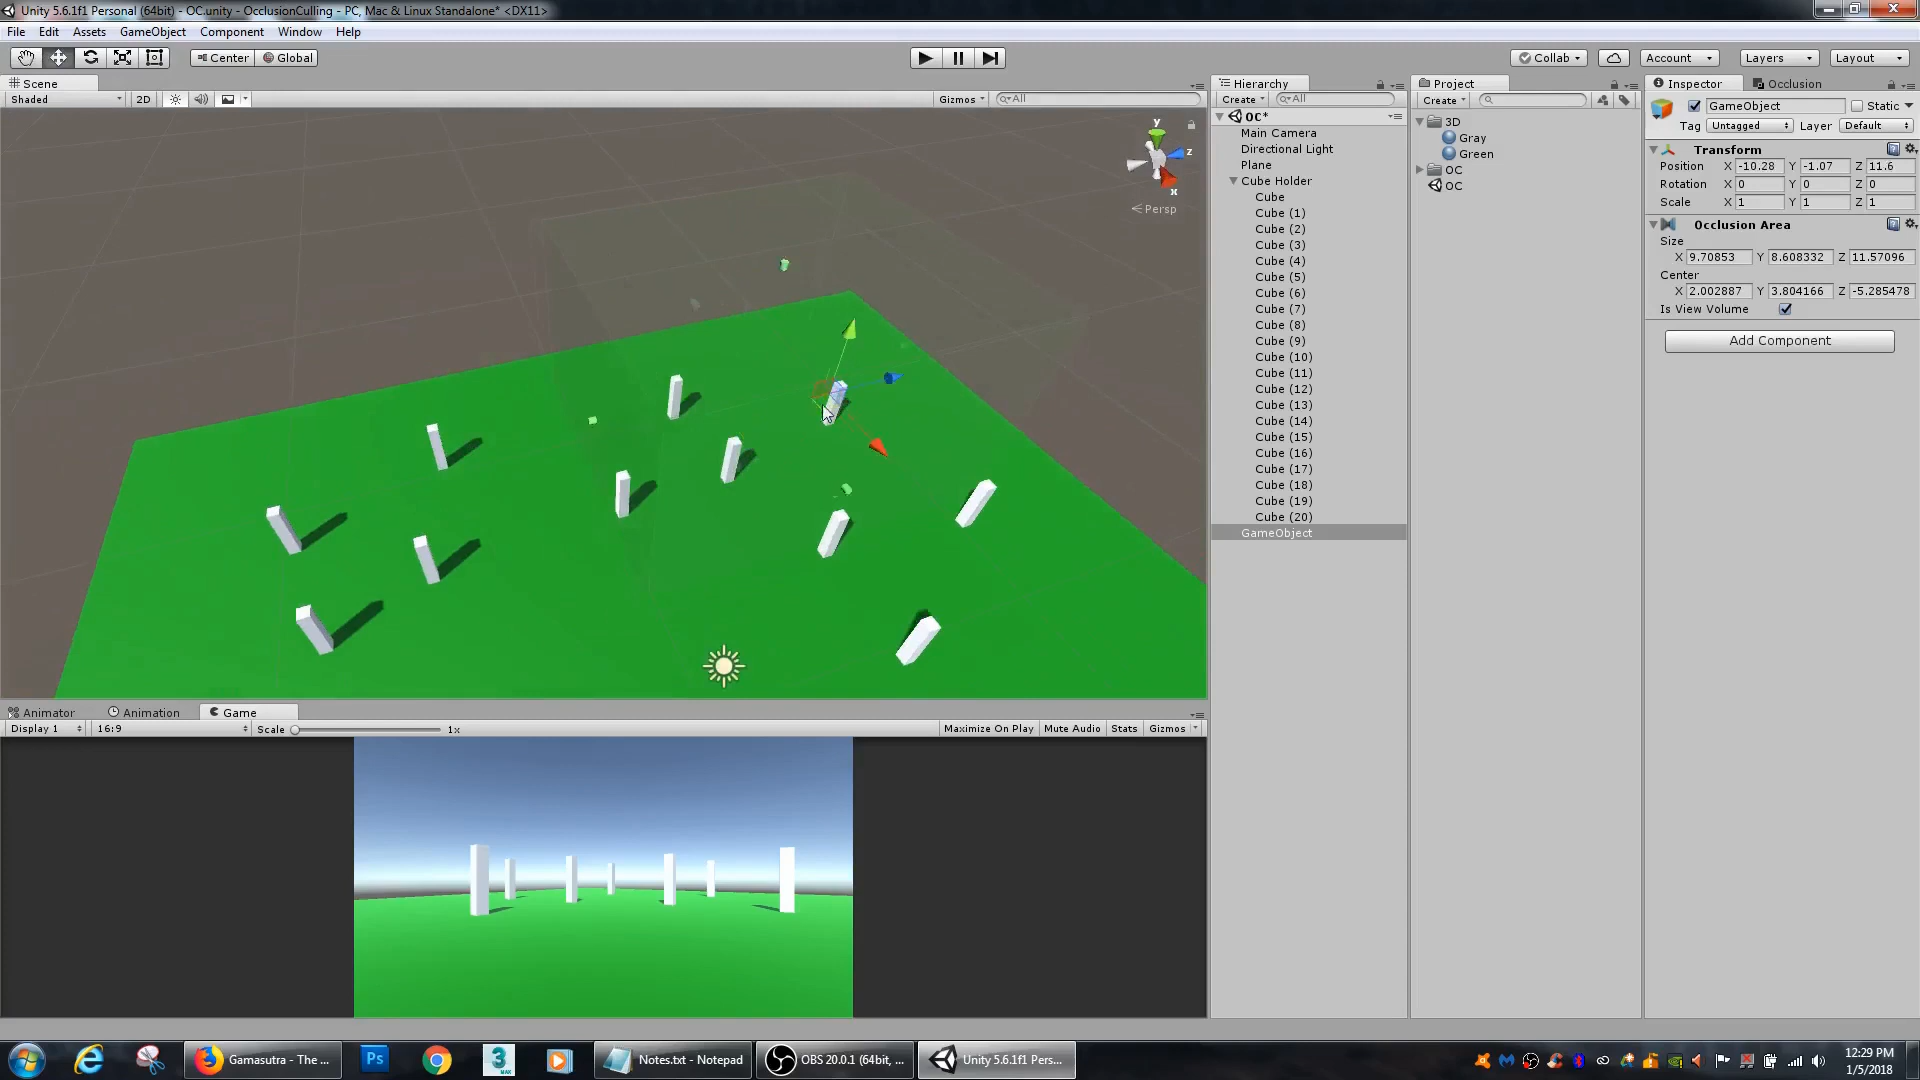 Unity 5.6.1f1 Personal (64bit) - OC.unity - OcclusionCulling - PC, Mac & Linux Standalone* <DX11>
File Edit Assets GameObject Component Window Help
Center Global Collab Account Layers Layout
Scene
Shaded 2D Gizmos All
y
z
x
Persp
Hierarchy
Create All
OC*
Main Camera
Directional Light
Plane
Cube Holder
Cube
Cube (1)
Cube (2)
Cube (3)
Cube (4)
Cube (5)
Cube (6)
Cube (7)
Cube (8)
Cube (9)
Cube (10)
Cube (11)
Cube (12)
Cube (13)
Cube (14)
Cube (15)
Cube (16)
Cube (17)
Cube (18)
Cube (19)
Cube (20)
GameObject
Project
Create
3D
Gray
Green
OC
OC
Inspector Occlusion
GameObject Static
Tag Untagged Layer Default
Transform
Position X -10.28 Y -1.07 Z 11.6
Rotation X 0 Y 0 Z 0
Scale X 1 Y 1 Z 1
Occlusion Area
Size
X 9.70853 Y 8.608332 Z 11.57096
Center
X 2.002887 Y 3.804166 Z -5.285478
Is View Volume
Add Component
Animator Animation Game
Display 1 16:9 Scale 1x Maximize On Play Mute Audio Stats Gizmos
Gamasutra - The ... Ps 3 MAX Notes.txt - Notepad OBS 20.0.1 (64bit, ... Unity 5.6.1f1 Pers...
12:29 PM
1/5/2018